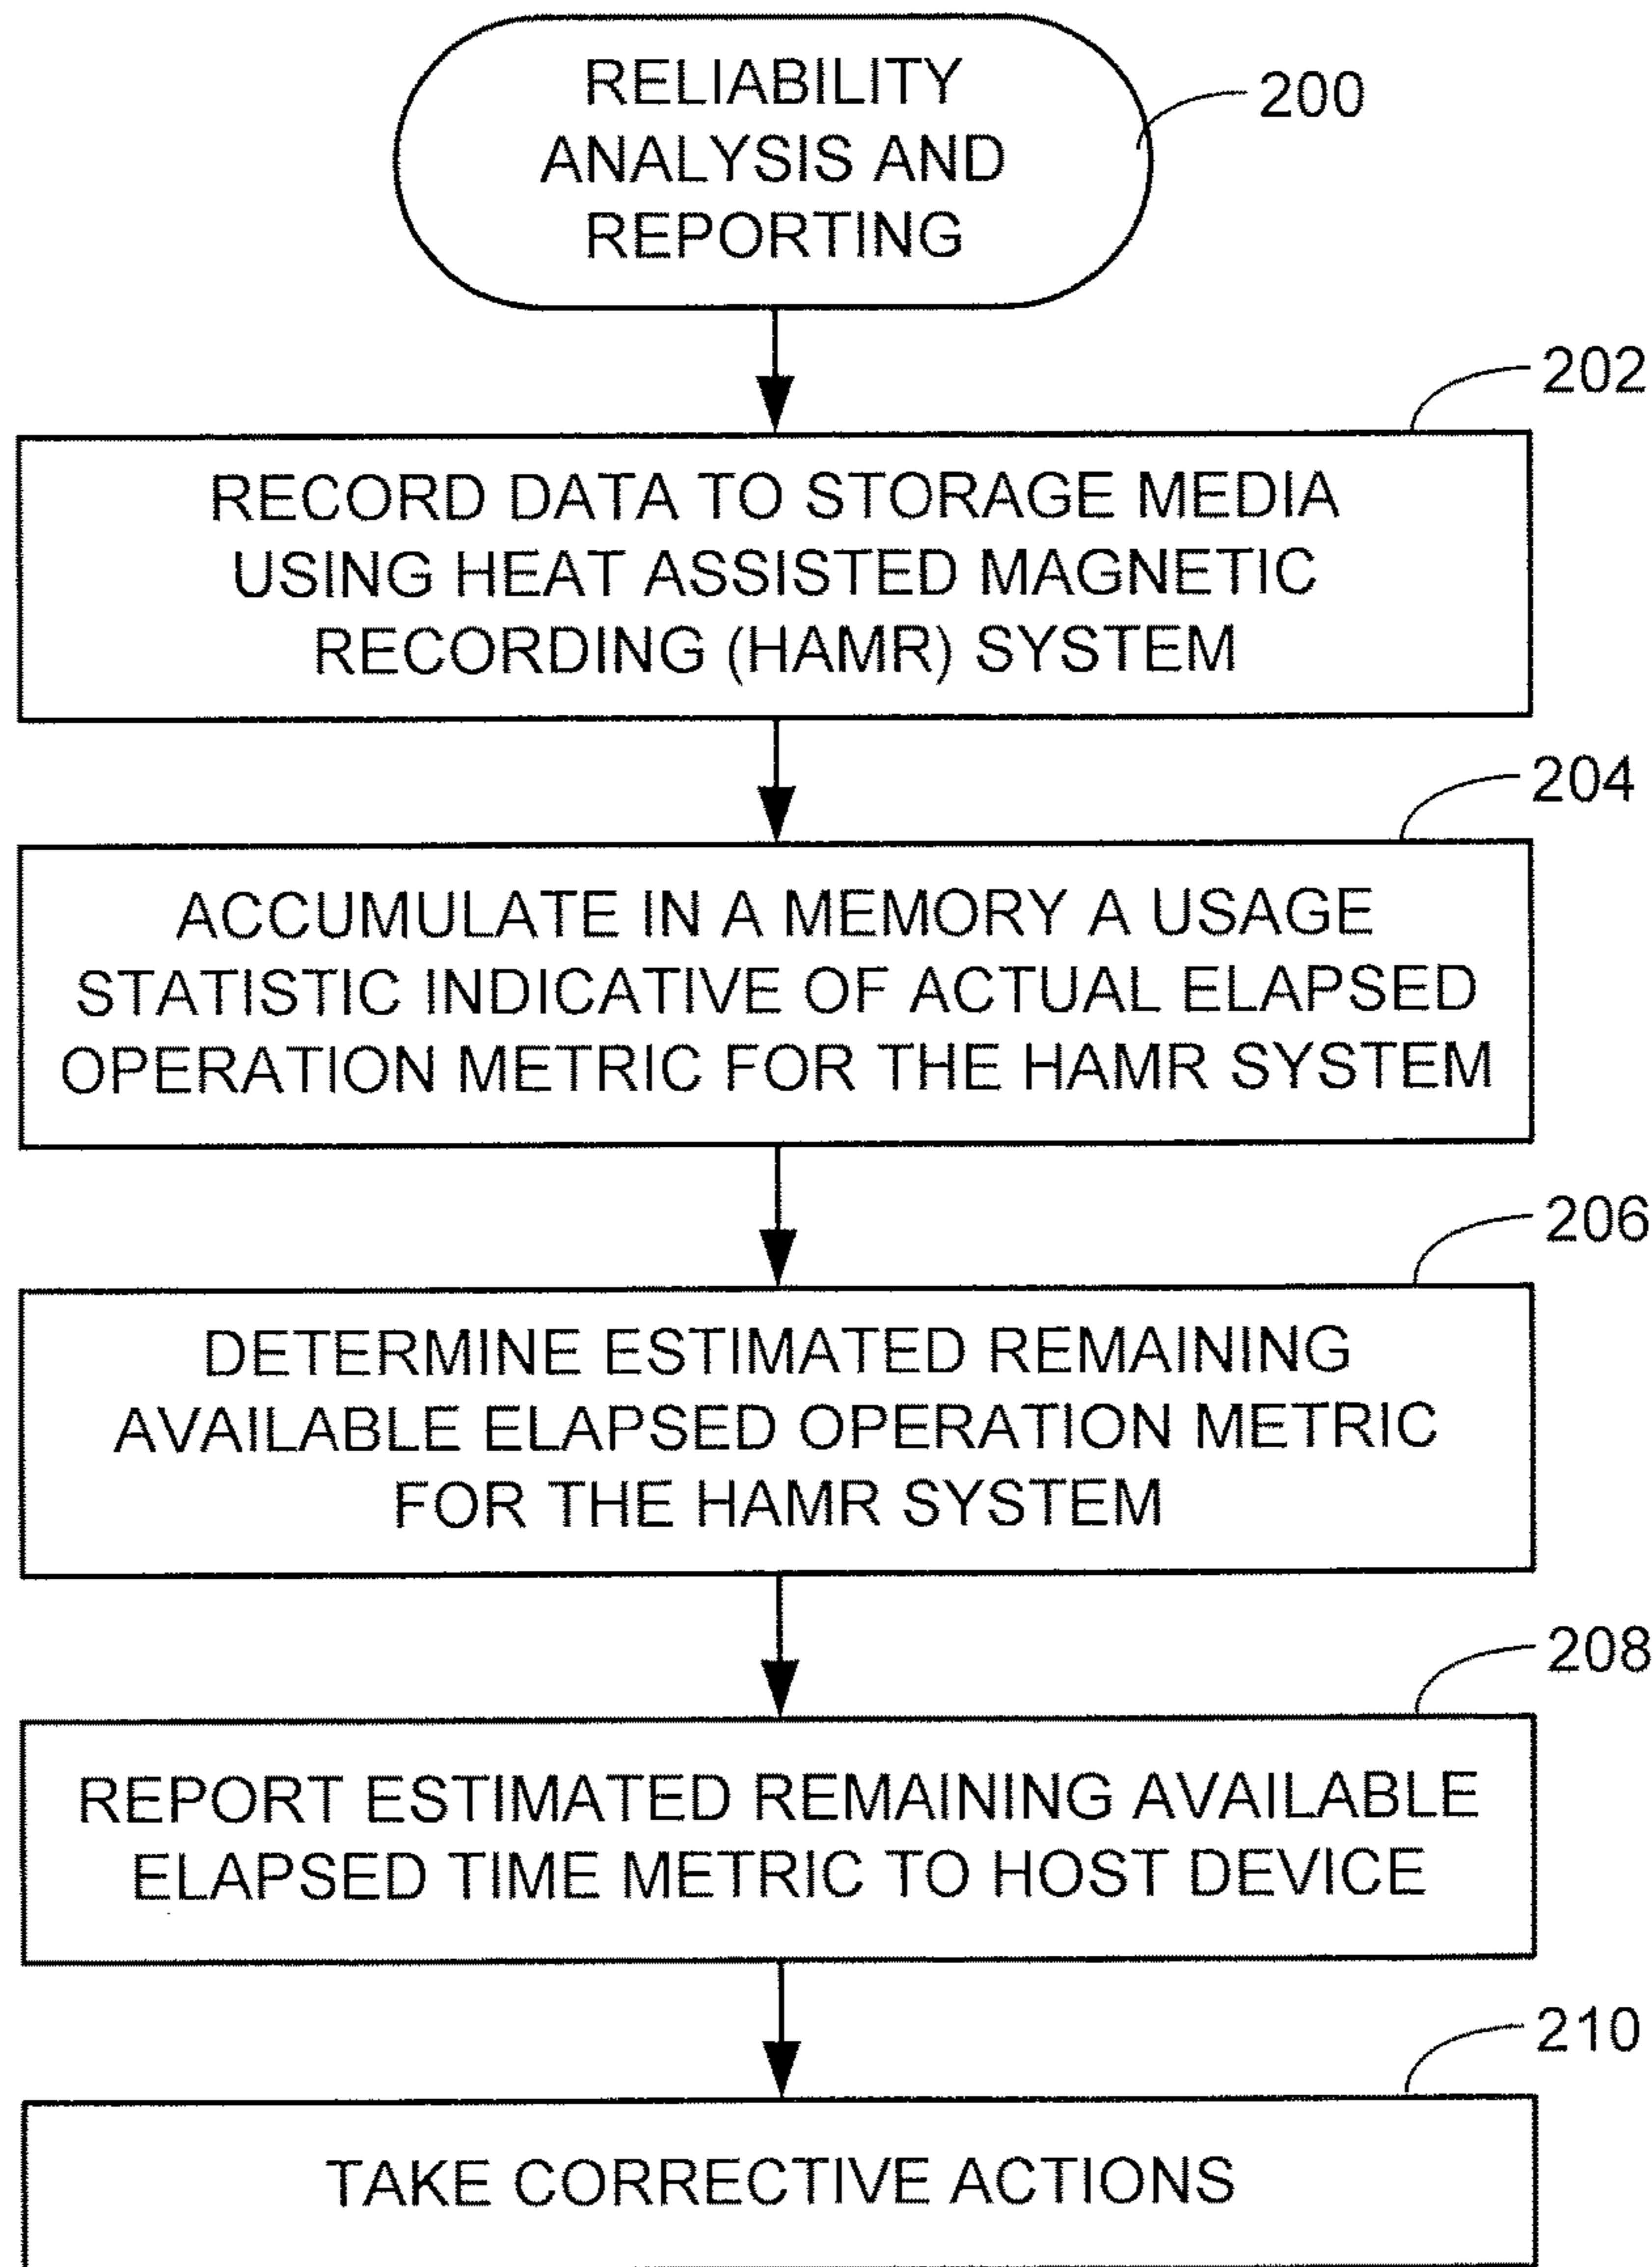 RELIABILITY
ANALYSIS AND
REPORTING
200
202
RECORD DATA TO STORAGE MEDIA
USING HEAT ASSISTED MAGNETIC
RECORDING (HAMR) SYSTEM
204
ACCUMULATE IN A MEMORY A USAGE
STATISTIC INDICATIVE OF ACTUAL ELAPSED
OPERATION METRIC FOR THE HAMR SYSTEM
206
DETERMINE ESTIMATED REMAINING
AVAILABLE ELAPSED OPERATION METRIC
FOR THE HAMR SYSTEM
208
REPORT ESTIMATED REMAINING AVAILABLE
ELAPSED TIME METRIC TO HOST DEVICE
210
TAKE CORRECTIVE ACTIONS